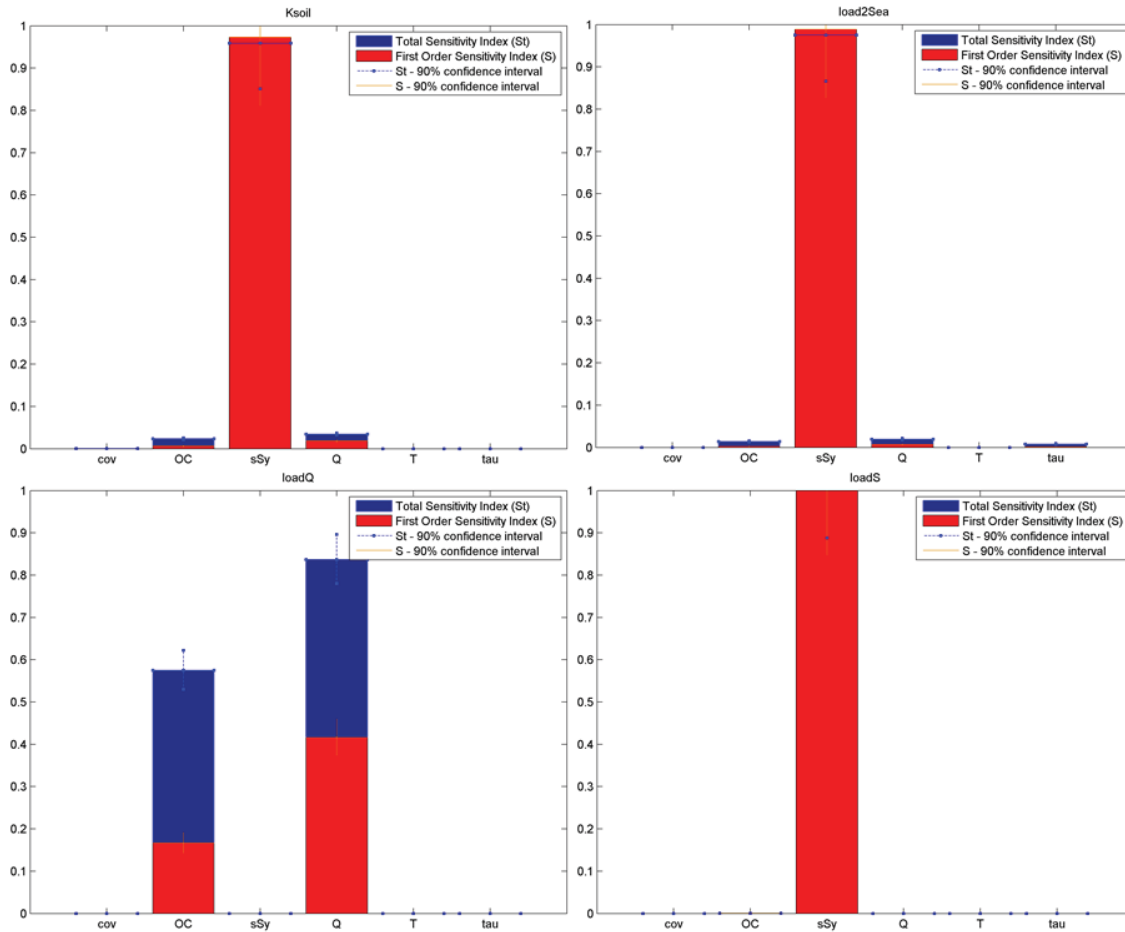 Ksoil
1
0.9
0.8
0.7
0.6
0.5
0.4
0.3
0.2
0.1
0
Total Sensitivity Index (St)
First Order Sensitivity Index (S)
St - 90% confidence interval
S - 90% confidence interval
cov OC sSy Q T tau
load2Sea
1
0.9
0.8
0.7
0.6
0.5
0.4
0.3
0.2
0.1
0
Total Sensitivity Index (St)
First Order Sensitivity Index (S)
St - 90% confidence interval
S - 90% confidence interval
cov OC sSy Q T tau
loadQ
1
0.9
0.8
0.7
0.6
0.5
0.4
0.3
0.2
0.1
0
Total Sensitivity Index (St)
First Order Sensitivity Index (S)
St - 90% confidence interval
S - 90% confidence interval
cov OC sSy Q T tau
loadS
1
0.9
0.8
0.7
0.6
0.5
0.4
0.3
0.2
0.1
0
Total Sensitivity Index (St)
First Order Sensitivity Index (S)
St - 90% confidence interval
S - 90% confidence interval
cov OC sSy Q T tau